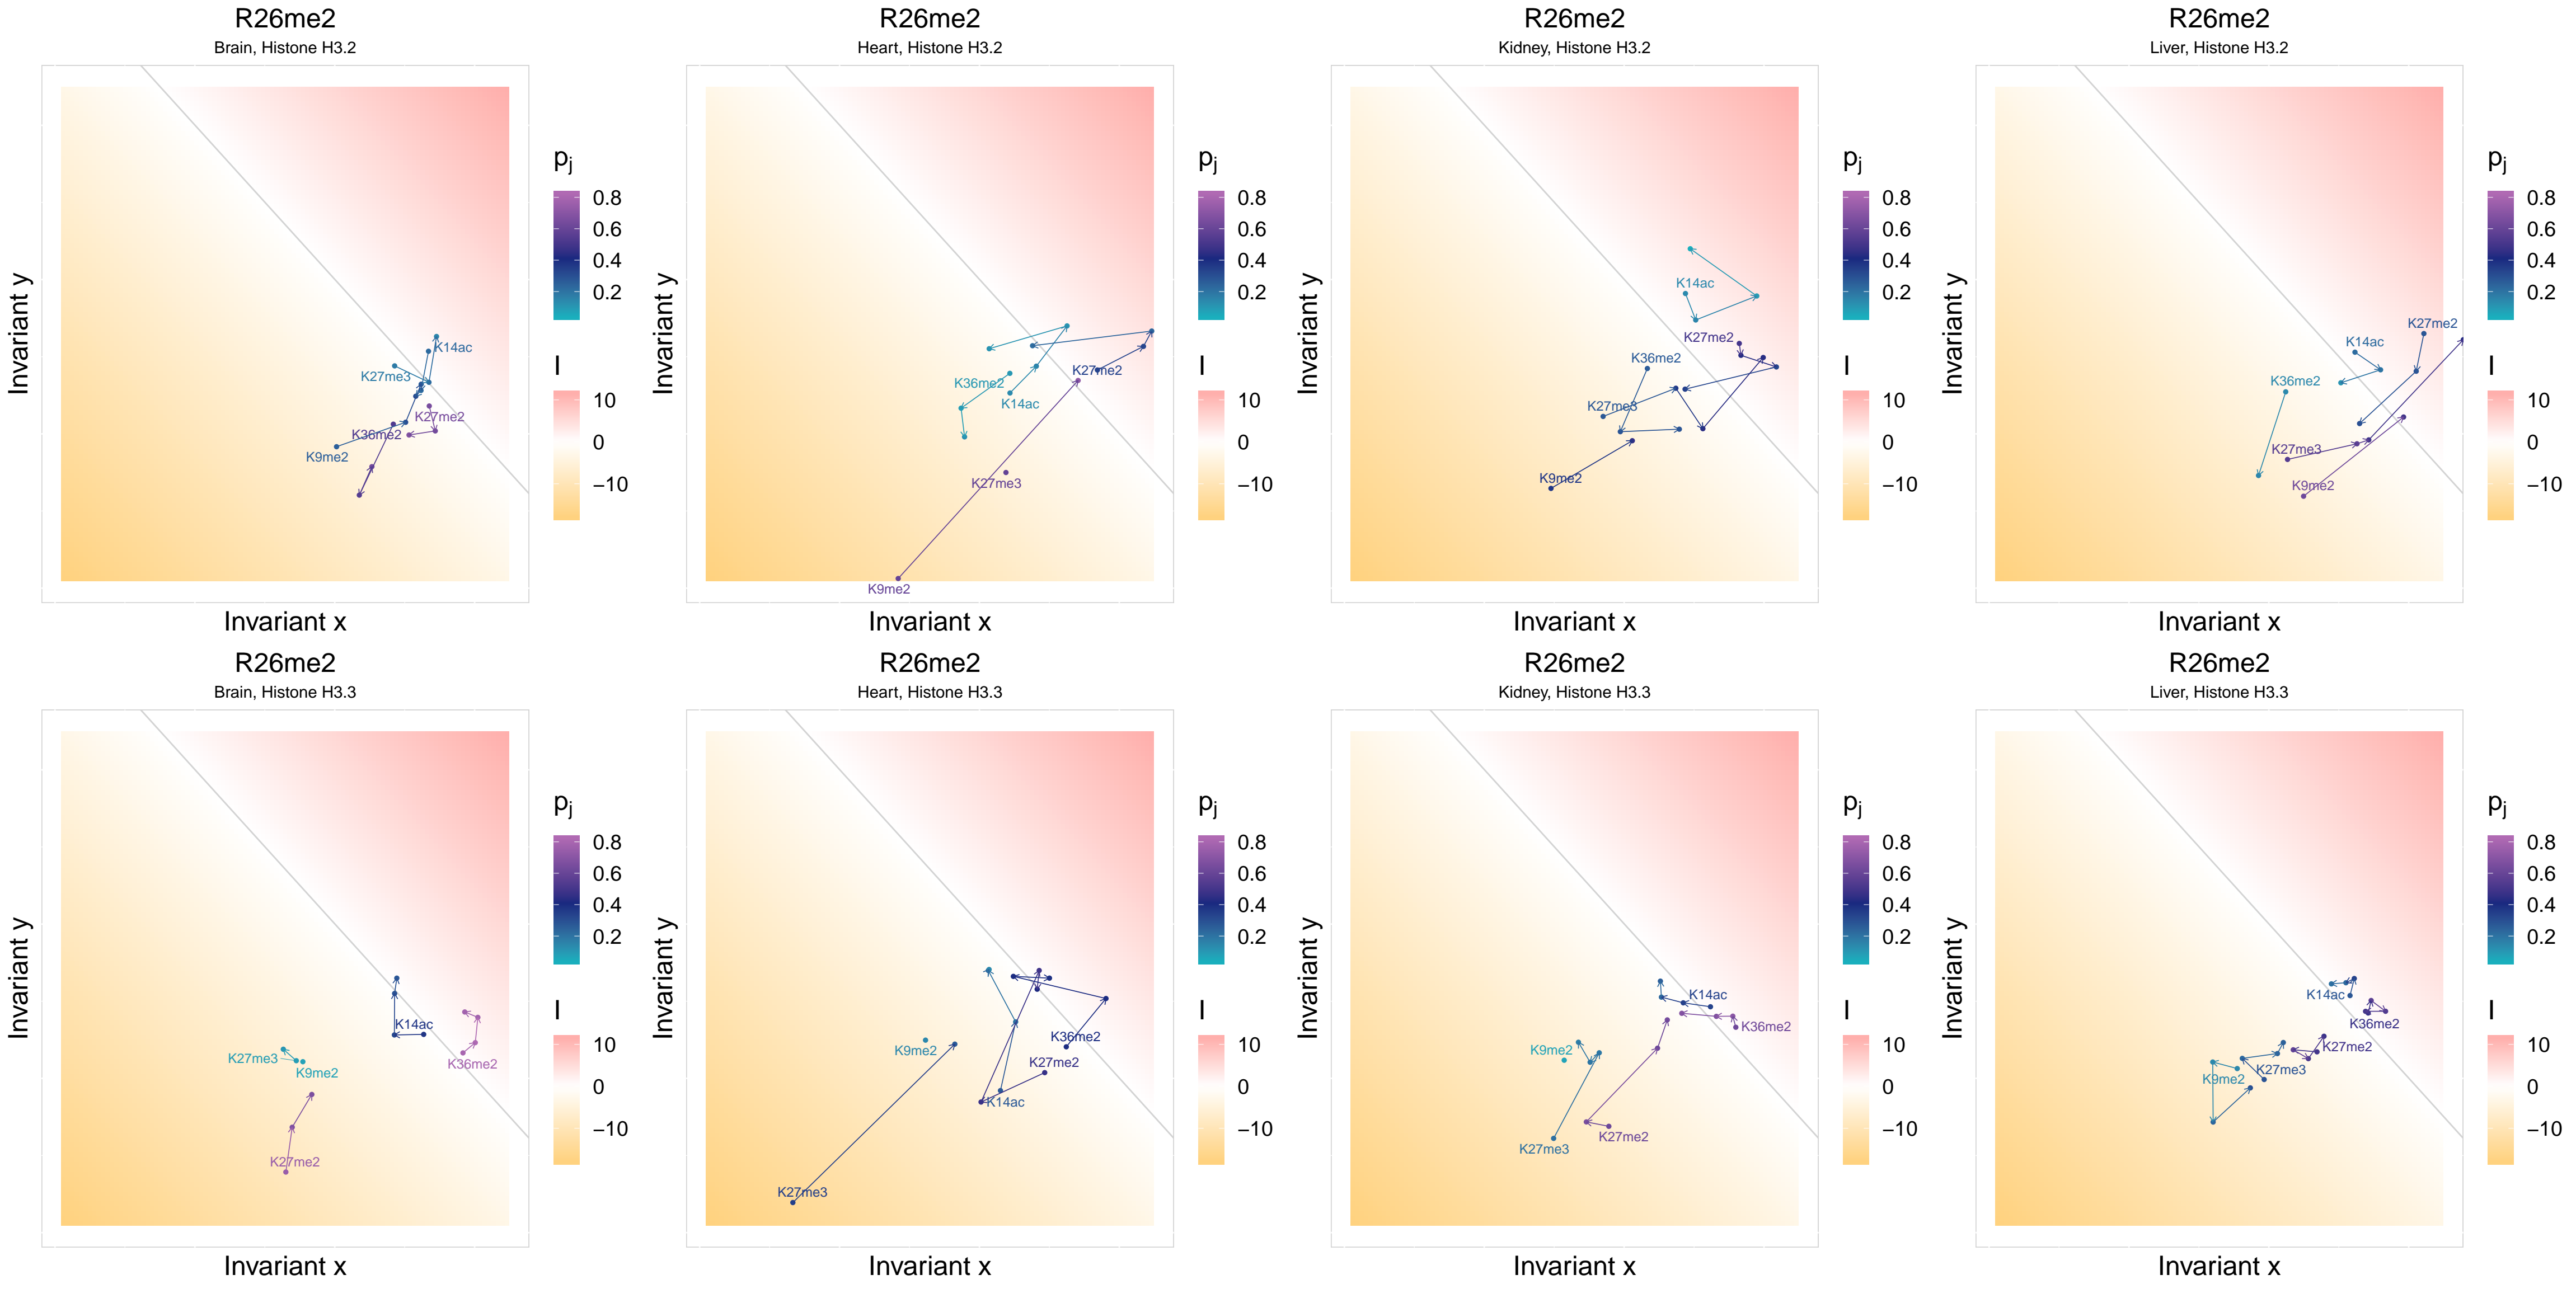 R26me2
Brain, Histone H3.2
Invariant y
Invariant x
K14ac
K27me3
K27me2
K36me2
K9me2
pj
0.8
0.6
0.4
0.2
I
10
0
−10
R26me2
Heart, Histone H3.2
Invariant y
Invariant x
K27me2
K36me2
K14ac
K27me3
K9me2
pj
0.8
0.6
0.4
0.2
I
10
0
−10
R26me2
Kidney, Histone H3.2
Invariant y
Invariant x
K14ac
K27me2
K36me2
K27me3
K9me2
pj
0.8
0.6
0.4
0.2
I
10
0
−10
R26me2
Liver, Histone H3.2
Invariant y
Invariant x
K27me2
K14ac
K36me2
K27me3
K9me2
pj
0.8
0.6
0.4
0.2
I
10
0
−10
R26me2
Brain, Histone H3.3
Invariant y
Invariant x
K14ac
K27me3
K36me2
K9me2
K27me2
pj
0.8
0.6
0.4
0.2
I
10
0
−10
R26me2
Heart, Histone H3.3
Invariant y
Invariant x
K36me2
K9me2
K27me2
K14ac
K27me3
pj
0.8
0.6
0.4
0.2
I
10
0
−10
R26me2
Kidney, Histone H3.3
Invariant y
Invariant x
K14ac
K36me2
K9me2
K27me2
K27me3
pj
0.8
0.6
0.4
0.2
I
10
0
−10
R26me2
Liver, Histone H3.3
Invariant y
Invariant x
K14ac
K36me2
K27me2
K27me3
K9me2
pj
0.8
0.6
0.4
0.2
I
10
0
−10